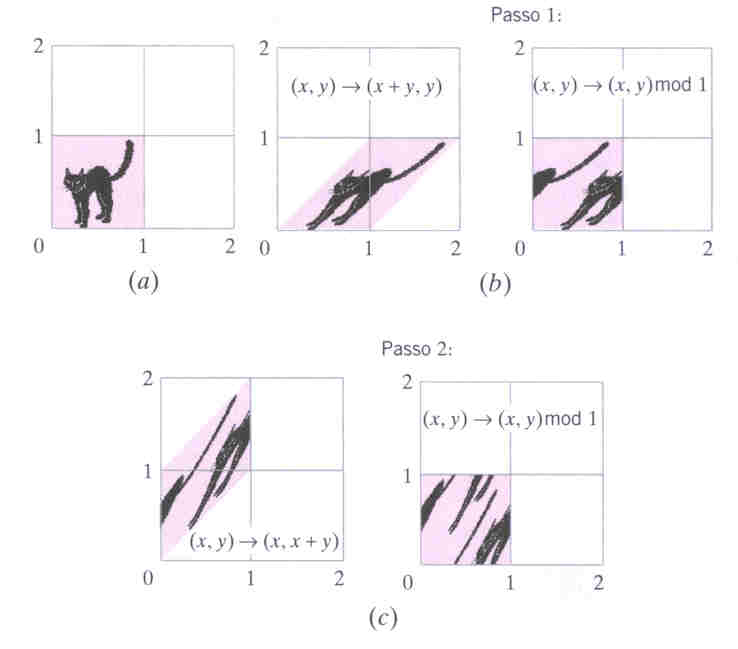 Passo 1:
2 2 2
(x, y) → (x + y, y) (x, y) → (x, y) mod 1
1 1 1
0 1 2 0 1 2 0 1 2
(a) (b)
Passo 2:
2 2
(x, y) → (x, y) mod 1
1 1
(x, y) → (x, x + y)
0 1 2 0 1 2
(c)